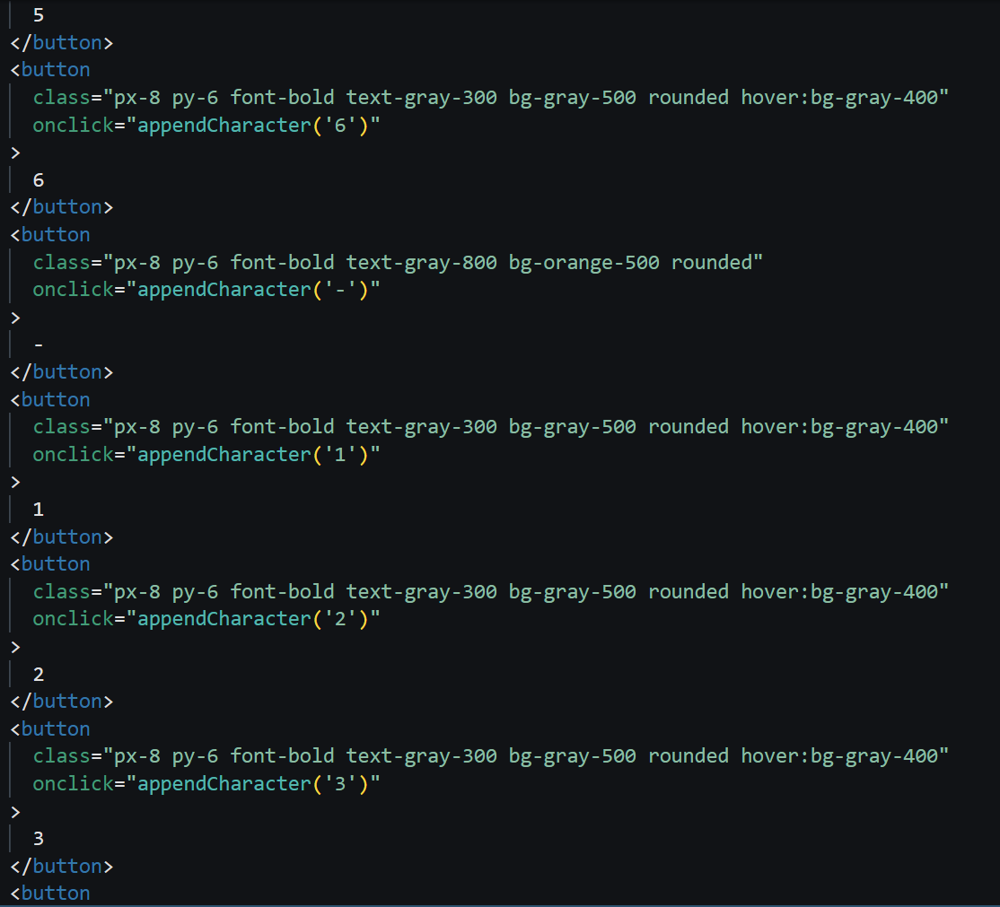 5
</button>
<button
class="px-8 py-6 font-bold text-gray-300 bg-gray-500 rounded hover:bg-gray-400"
onclick="appendCharacter('6')"
>
6
</button>
<button
class="px-8 py-6 font-bold text-gray-800 bg-orange-500 rounded"
onclick="appendCharacter('-')"
>
-
</button>
<button
class="px-8 py-6 font-bold text-gray-300 bg-gray-500 rounded hover:bg-gray-400"
onclick="appendCharacter('1')"
>
1
</button>
<button
class="px-8 py-6 font-bold text-gray-300 bg-gray-500 rounded hover:bg-gray-400"
onclick="appendCharacter('2')"
>
2
</button>
<button
class="px-8 py-6 font-bold text-gray-300 bg-gray-500 rounded hover:bg-gray-400"
onclick="appendCharacter('3')"
>
3
</button>
<button